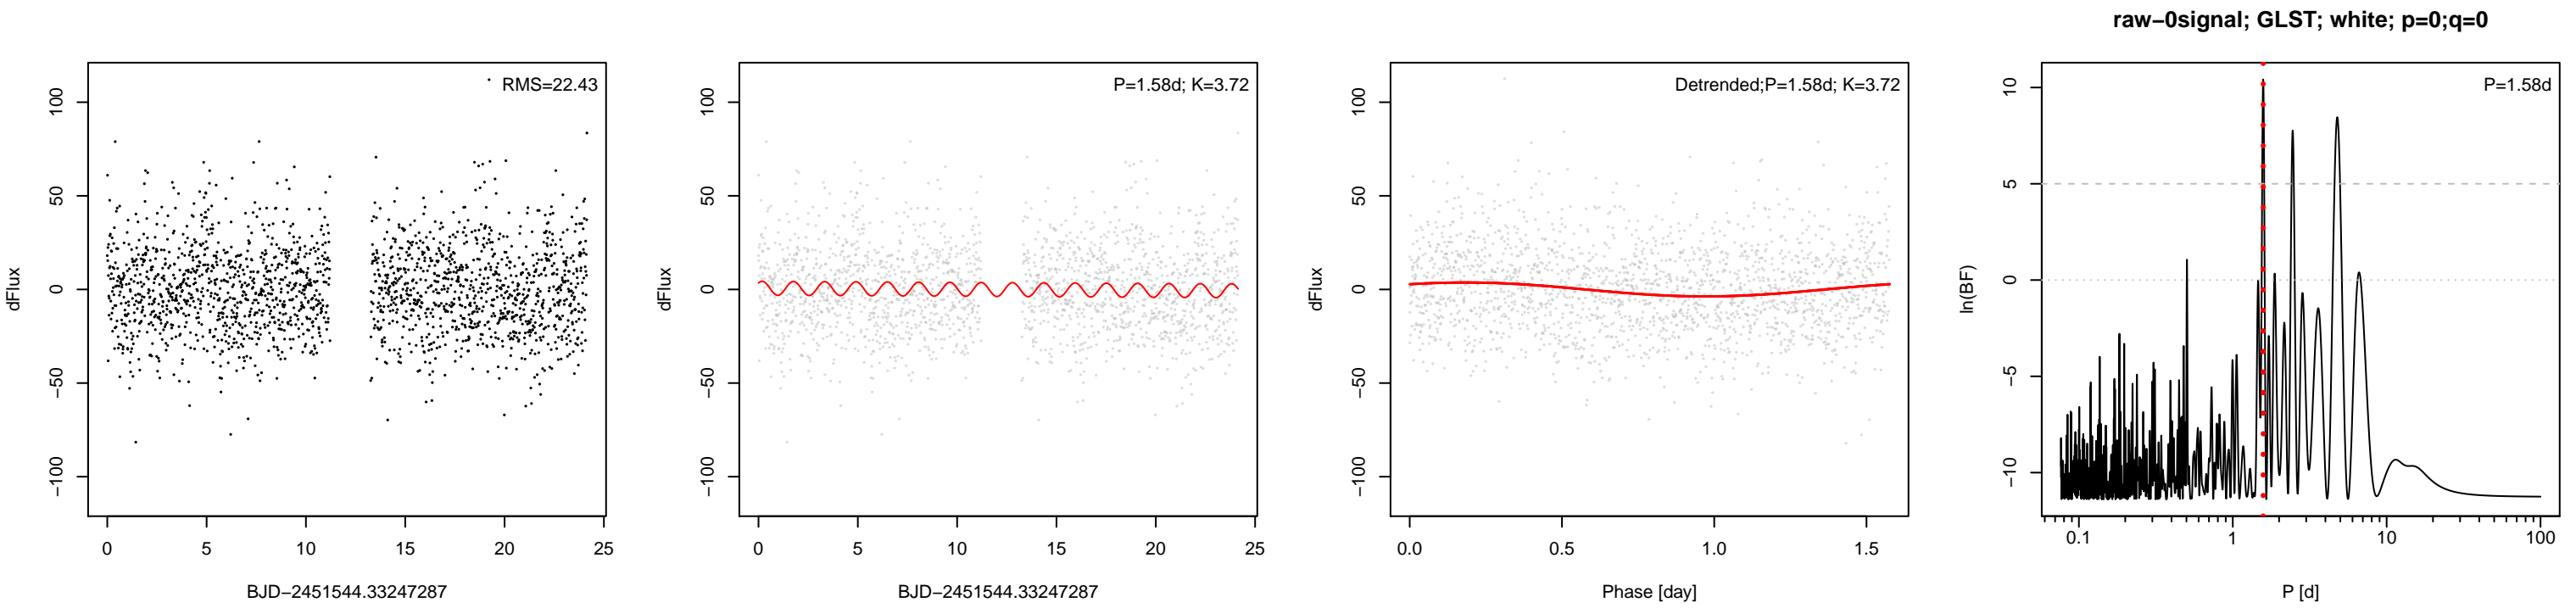 raw−0signal; GLST; white; p=0;q=0
RMS=22.43
dFlux
100
50
0
−50
−100
0 5 10 15 20 25
BJD−2451544.33247287
P=1.58d; K=3.72
dFlux
100
50
0
−50
−100
0 5 10 15 20 25
BJD−2451544.33247287
Detrended;P=1.58d; K=3.72
dFlux
100
50
0
−50
−100
0.0 0.5 1.0 1.5
Phase [day]
P=1.58d
ln(BF)
10
5
0
−5
−10
0.1 1 10 100
P [d]